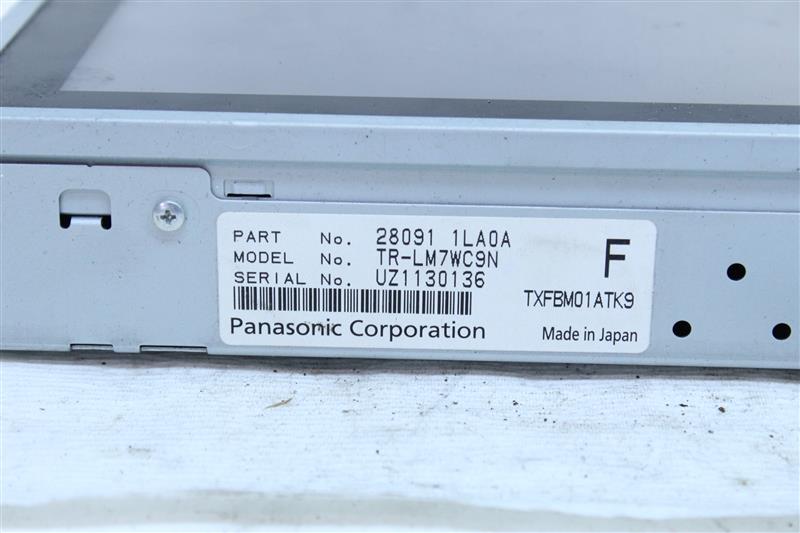 PART No. 28091 1LA0A
MODEL No. TR-LM7WC9N
SERIAL No. UZ1130136
F
TXFBM01ATK9
Panasonic Corporation
Made in Japan